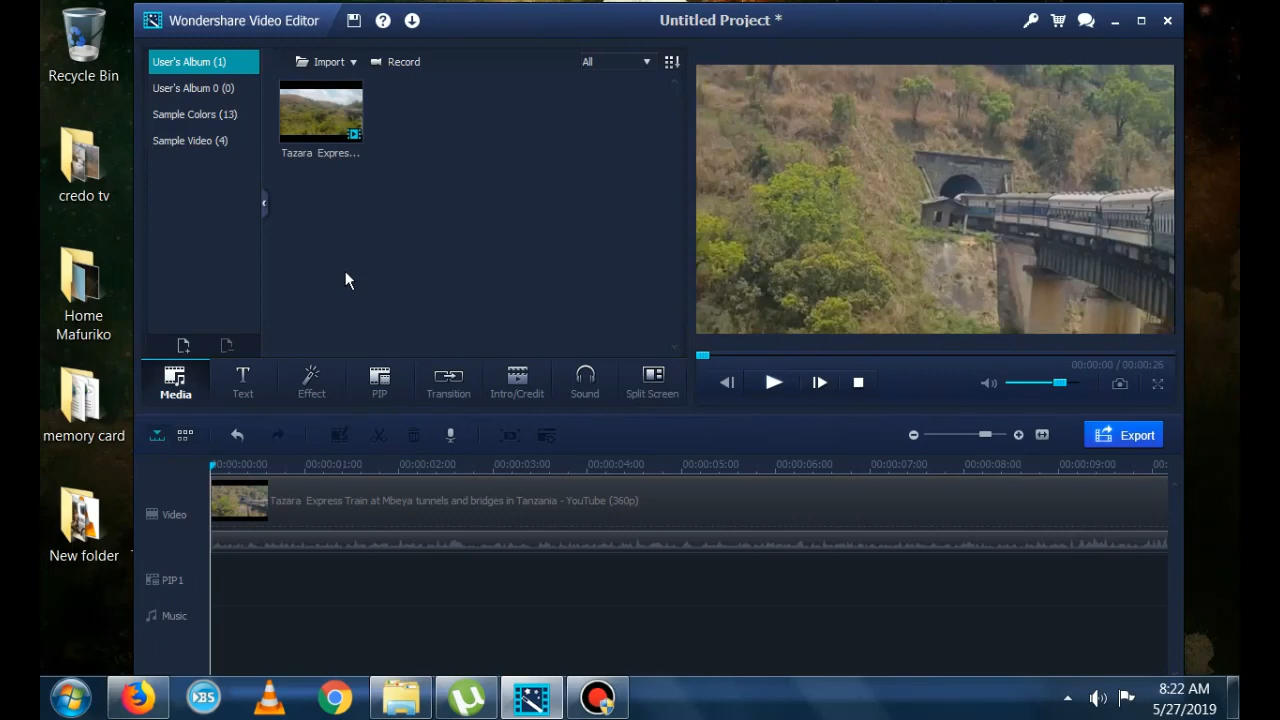 Recycle Bin
credo tv
Home
Mafuriko
memory card
New folder
Wondershare Video Editor
Untitled Project *
User's Album (1)
User's Album 0 (0)
Sample Colors (13)
Sample Video (4)
Import
Record
All
Tazara Expres...
00:00:00 / 00:00:26
Media
Text
Effect
PIP
Transition
Intro/Credit
Sound
Split Screen
Export
00:00:00:00 00:00:01:00 00:00:02:00 00:00:03:00 00:00:04:00 00:00:05:00 00:00:06:00 00:00:07:00 00:00:08:00 00:00:09:00 00:
Video
Tazara Express Train at Mbeya tunnels and bridges in Tanzania - YouTube (360p)
PIP1
Music
BS
8:22 AM
5/27/2019